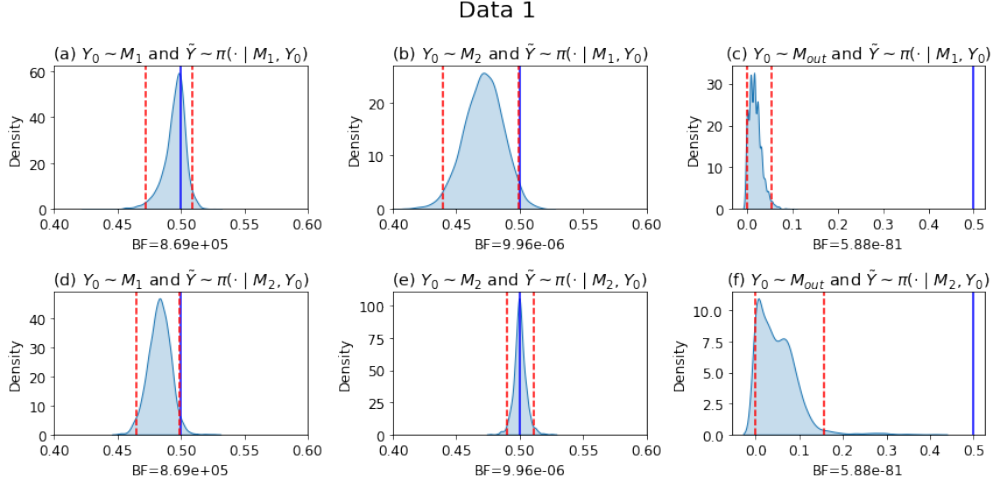 Data 1
(a) Y₀ ~ M₁ and Ỹ ~ π(· | M₁, Y₀)
(b) Y₀ ~ M₂ and Ỹ ~ π(· | M₁, Y₀)
(c) Y₀ ~ Mₒᵤₜ and Ỹ ~ π(· | M₁, Y₀)
Density
60
40
20
0
0.40 0.45 0.50 0.55 0.60
BF=8.69e+05
Density
20
10
0
0.40 0.45 0.50 0.55 0.60
BF=9.96e-06
Density
30
20
10
0
0.0 0.1 0.2 0.3 0.4 0.5
BF=5.88e-81
(d) Y₀ ~ M₁ and Ỹ ~ π(· | M₂, Y₀)
(e) Y₀ ~ M₂ and Ỹ ~ π(· | M₂, Y₀)
(f) Y₀ ~ Mₒᵤₜ and Ỹ ~ π(· | M₂, Y₀)
Density
40
30
20
10
0
0.40 0.45 0.50 0.55 0.60
BF=8.69e+05
Density
100
75
50
25
0
0.40 0.45 0.50 0.55 0.60
BF=9.96e-06
Density
10.0
7.5
5.0
2.5
0.0
0.0 0.1 0.2 0.3 0.4 0.5
BF=5.88e-81